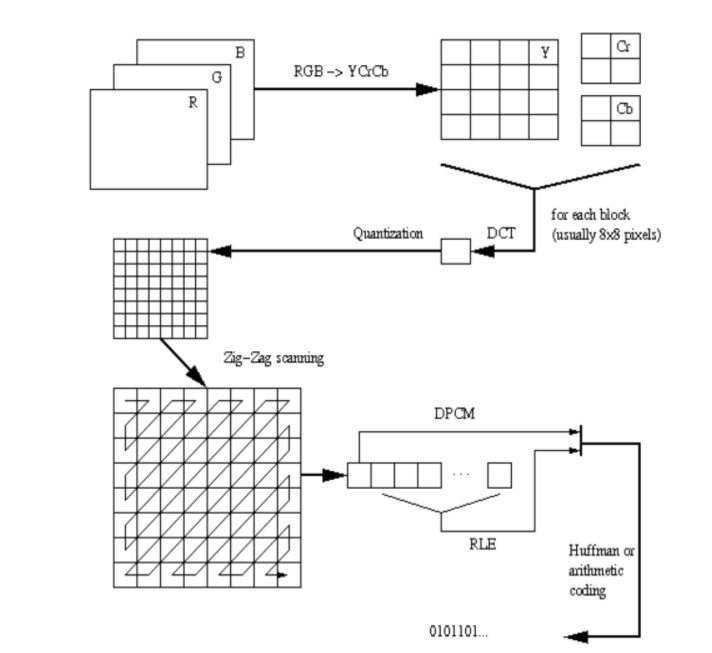 B
G
R
RGB -> YCrCb
Y
Cr
Cb
for each block
(usually 8x8 pixels)
DCT
Quantization
Zig-Zag scanning
DPCM
...
RLE
Huffman or
arithmetic
coding
0101101...